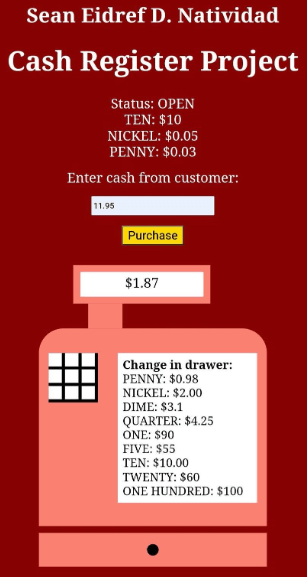 Sean Eidref D. Natividad
Cash Register Project
Status: OPEN
TEN: $10
NICKEL: $0.05
PENNY: $0.03
Enter cash from customer:
11.95
Purchase
$1.87
Change in drawer:
PENNY: $0.98
NICKEL: $2.00
DIME: $3.1
QUARTER: $4.25
ONE: $90
FIVE: $55
TEN: $10.00
TWENTY: $60
ONE HUNDRED: $100